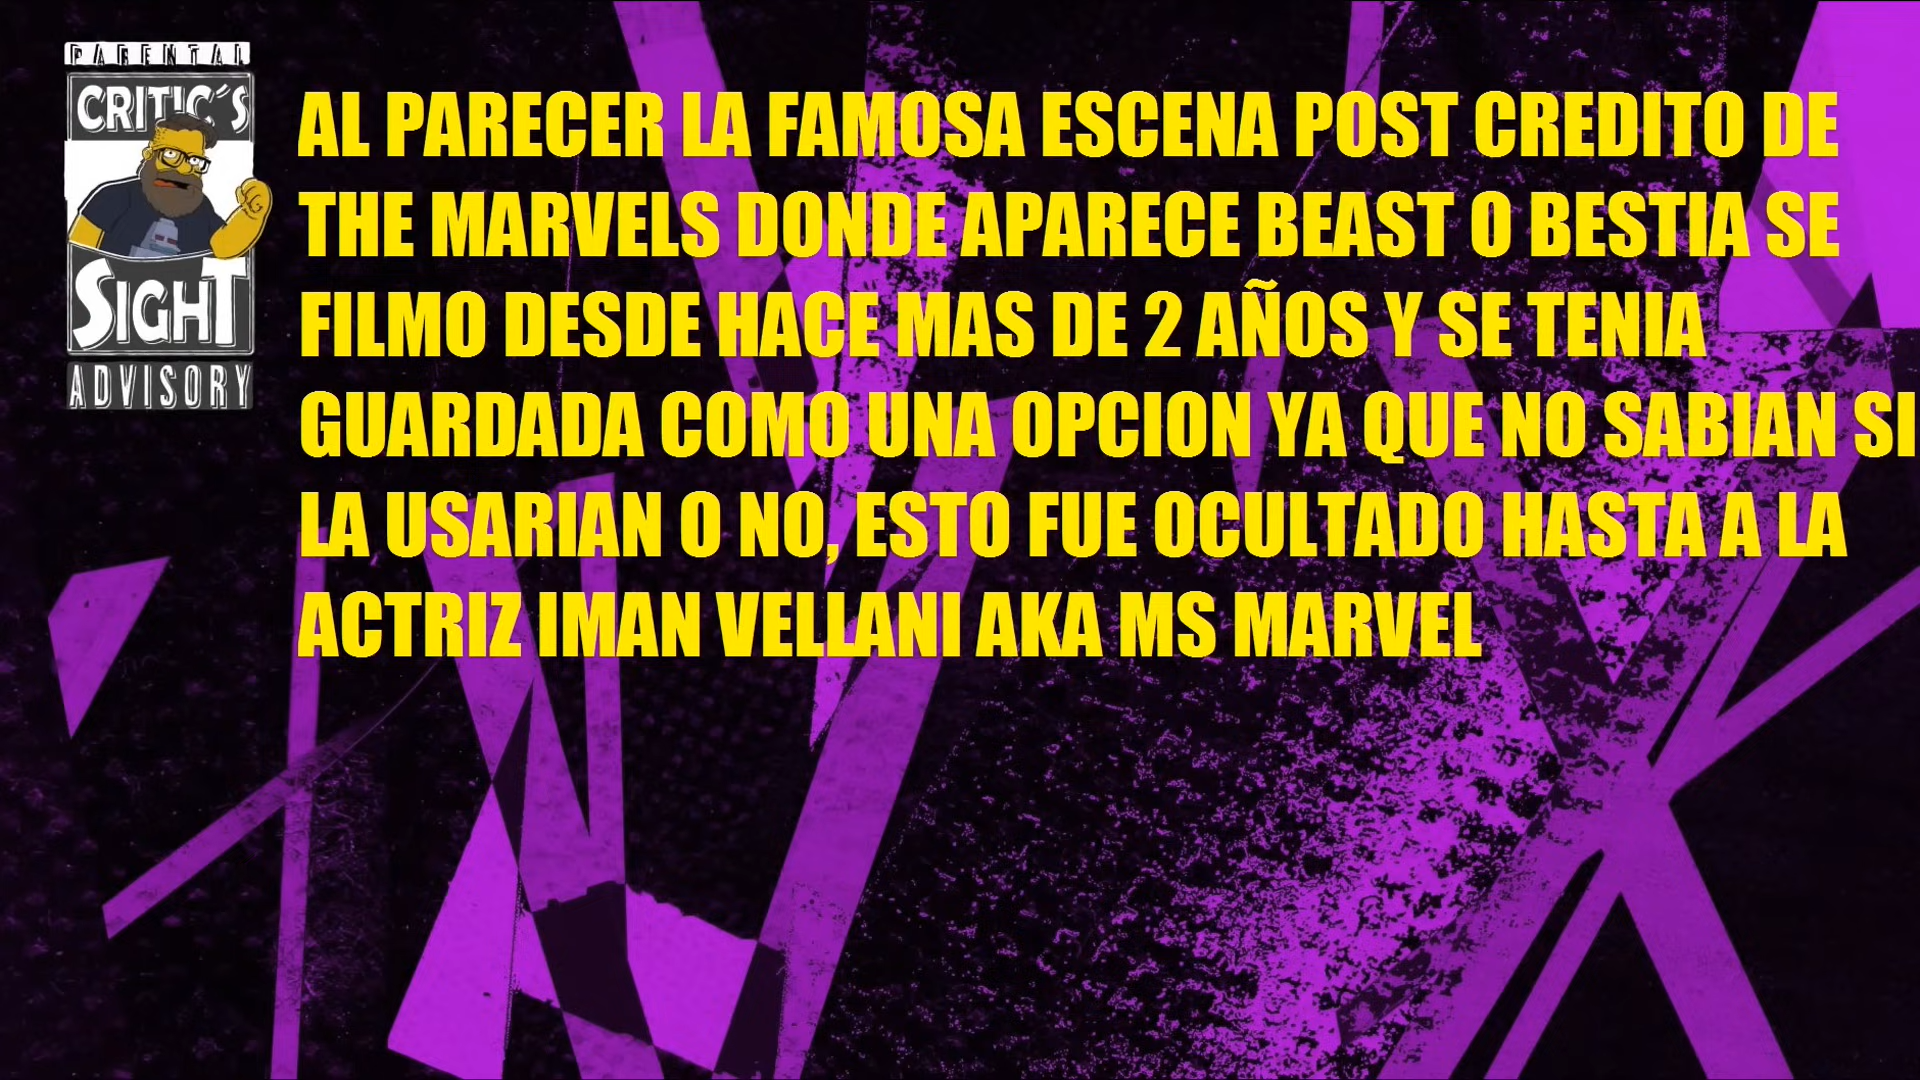 PARENTAL
CRITIC´S
SIGHT
ADVISORY
AL PARECER LA FAMOSA ESCENA POST CREDITO DE
THE MARVELS DONDE APARECE BEAST O BESTIA SE
FILMO DESDE HACE MAS DE 2 AÑOS Y SE TENIA
GUARDADA COMO UNA OPCION YA QUE NO SABIAN SI
LA USARIAN O NO, ESTO FUE OCULTADO HASTA A LA
ACTRIZ IMAN VELLANI AKA MS MARVEL